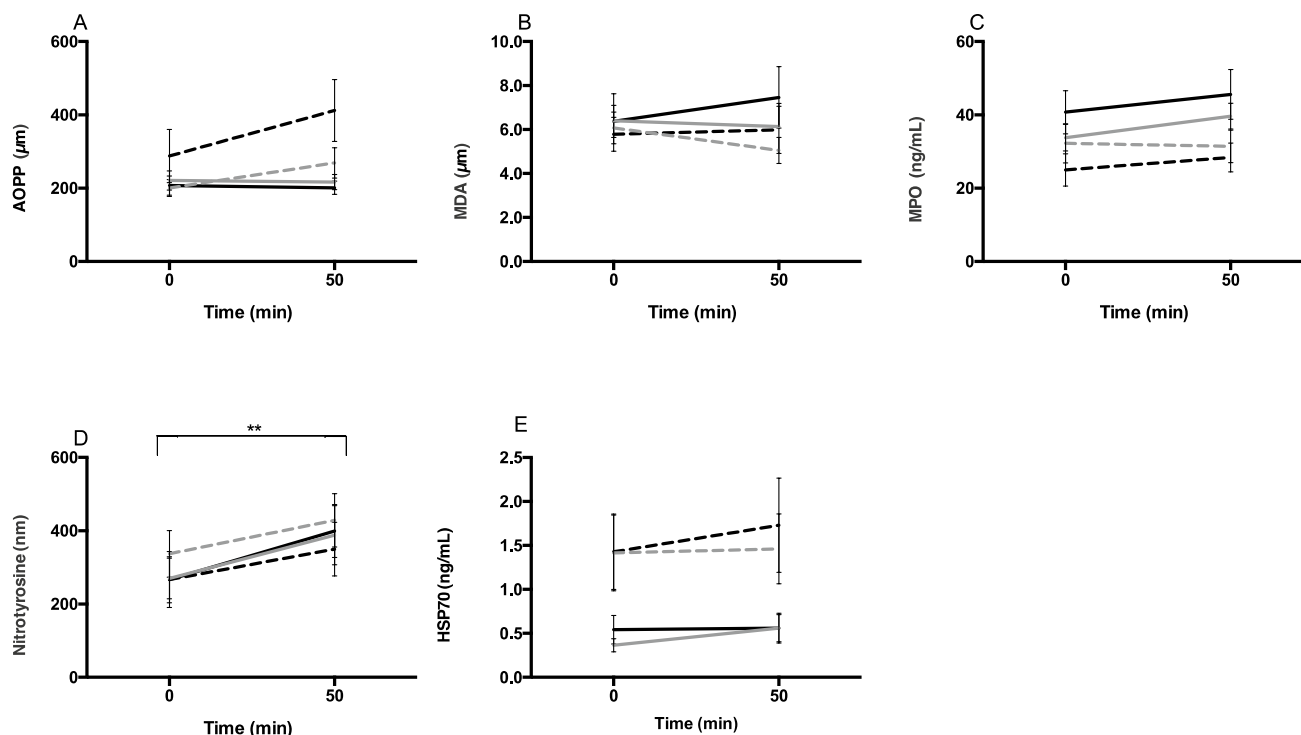 A
B
C
600
400
200
0
AOPP (µm)
0
50
Time (min)
10.0
8.0
6.0
4.0
2.0
0.0
MDA (µm)
0
50
Time (min)
60
40
20
0
MPO (ng/mL)
0
50
Time (min)
D
**
E
600
400
200
0
Nitrotyrosine (nm)
0
50
Time (min)
2.5
2.0
1.5
1.0
0.5
0.0
HSP70 (ng/mL)
0
50
Time (min)